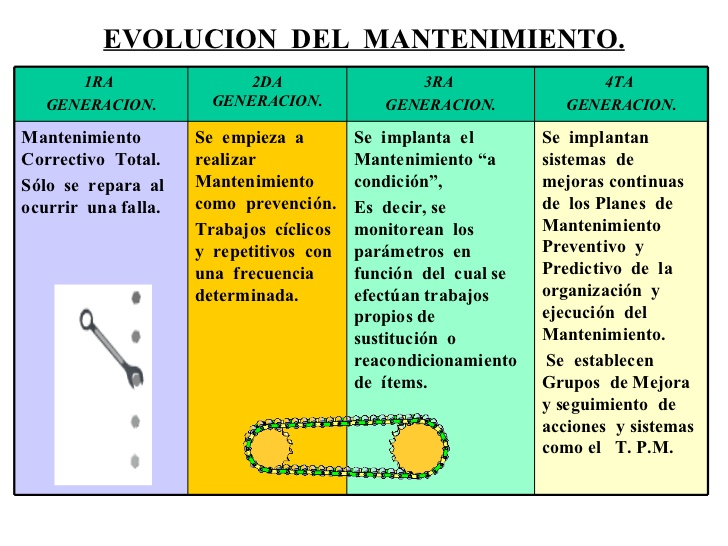 EVOLUCION DEL MANTENIMIENTO.
1RA
GENERACION.
2DA
GENERACION.
3RA
GENERACION.
4TA
GENERACION.
Mantenimiento
Correctivo Total.
Sólo se repara al
ocurrir una falla.
Se empieza a
realizar
Mantenimiento
como prevención.
Trabajos cíclicos
y repetitivos con
una frecuencia
determinada.
Se implanta el
Mantenimiento “a
condición”,
Es decir, se
monitorean los
parámetros en
función del cual se
efectúan trabajos
propios de
sustitución o
reacondicionamiento
de ítems.
Se implantan
sistemas de
mejoras continuas
de los Planes de
Mantenimiento
Preventivo y
Predictivo de la
organización y
ejecución del
Mantenimiento.
Se establecen
Grupos de Mejora
y seguimiento de
acciones y sistemas
como el T. P.M.